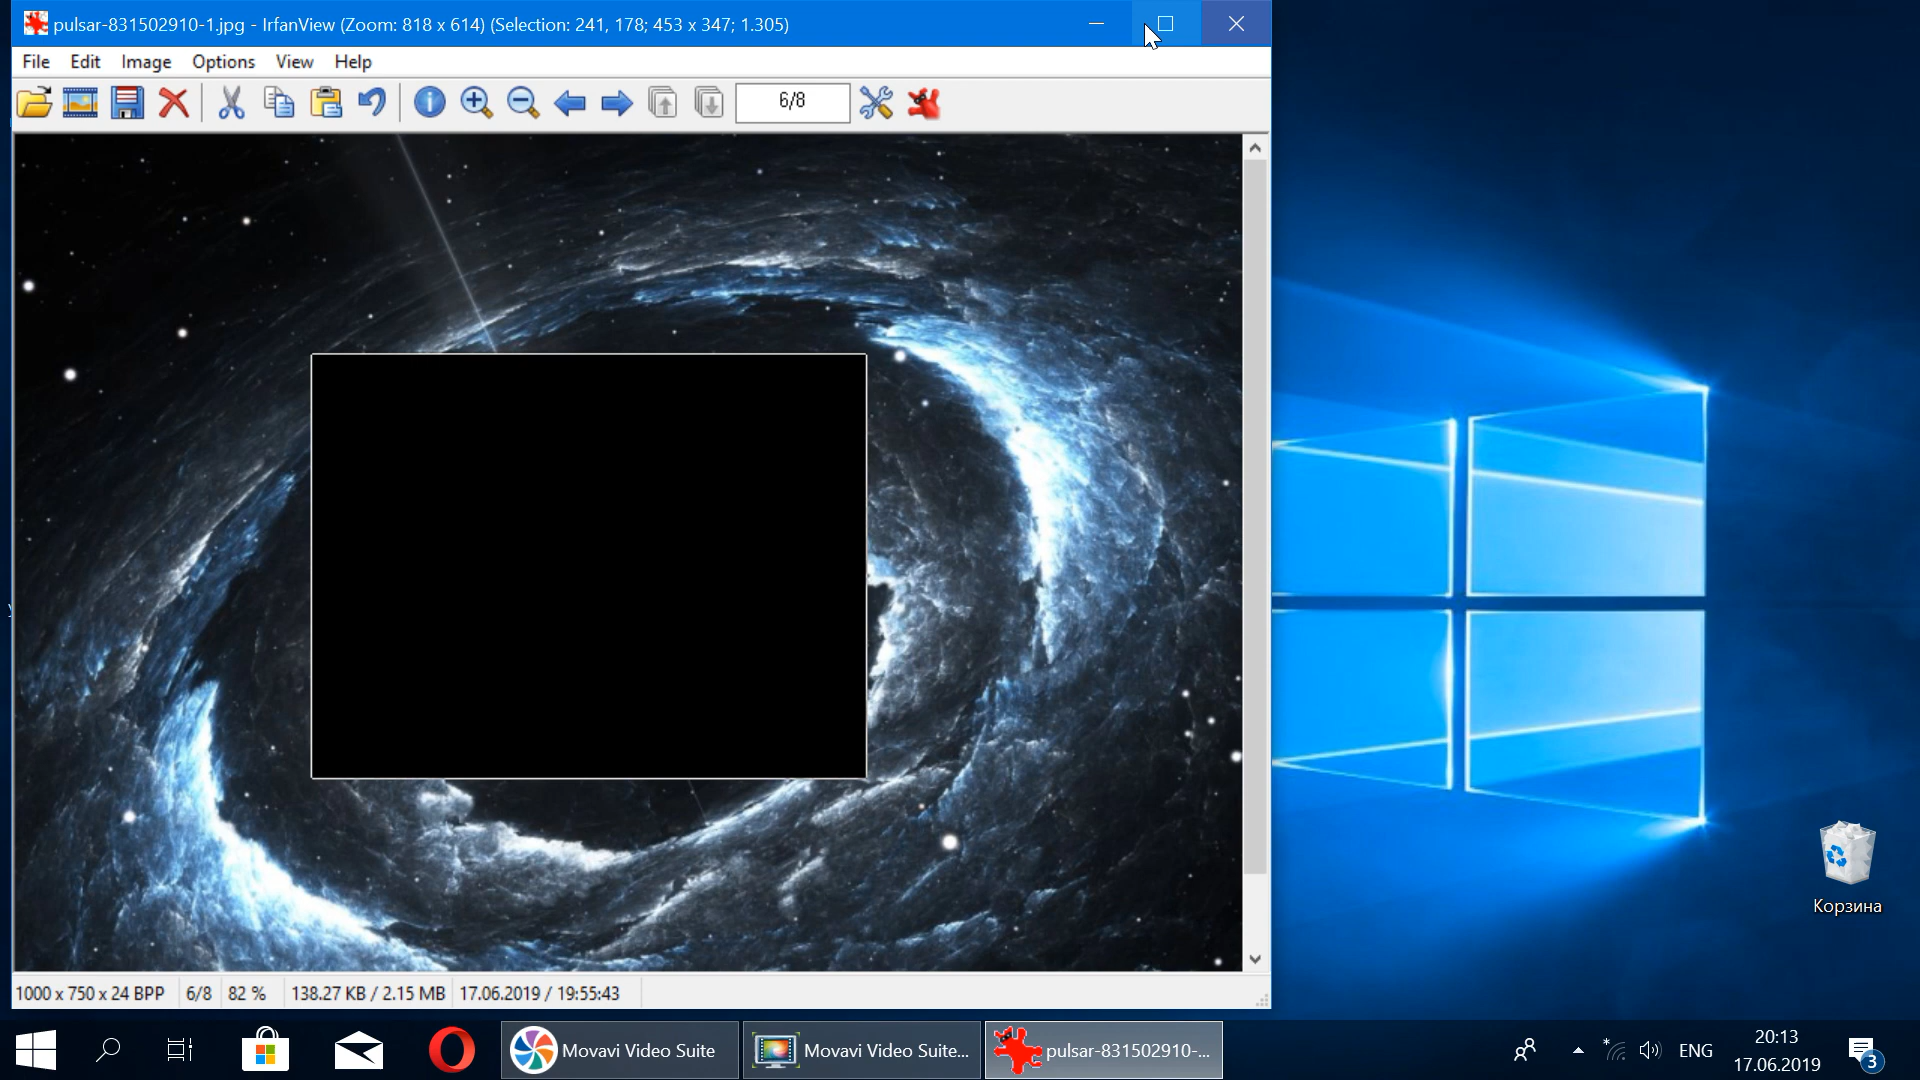 pulsar-831502910-1.jpg - IrfanView (Zoom: 818 x 614) (Selection: 241, 178; 453 x 347; 1.305)
File Edit Image Options View Help
6/8
Корзина
1000 x 750 x 24 BPP 6/8 82 % 138.27 KB / 2.15 MB 17.06.2019 / 19:55:43
Movavi Video Suite Movavi Video Suite... pulsar-831502910-... ENG 20:13
17.06.2019
3